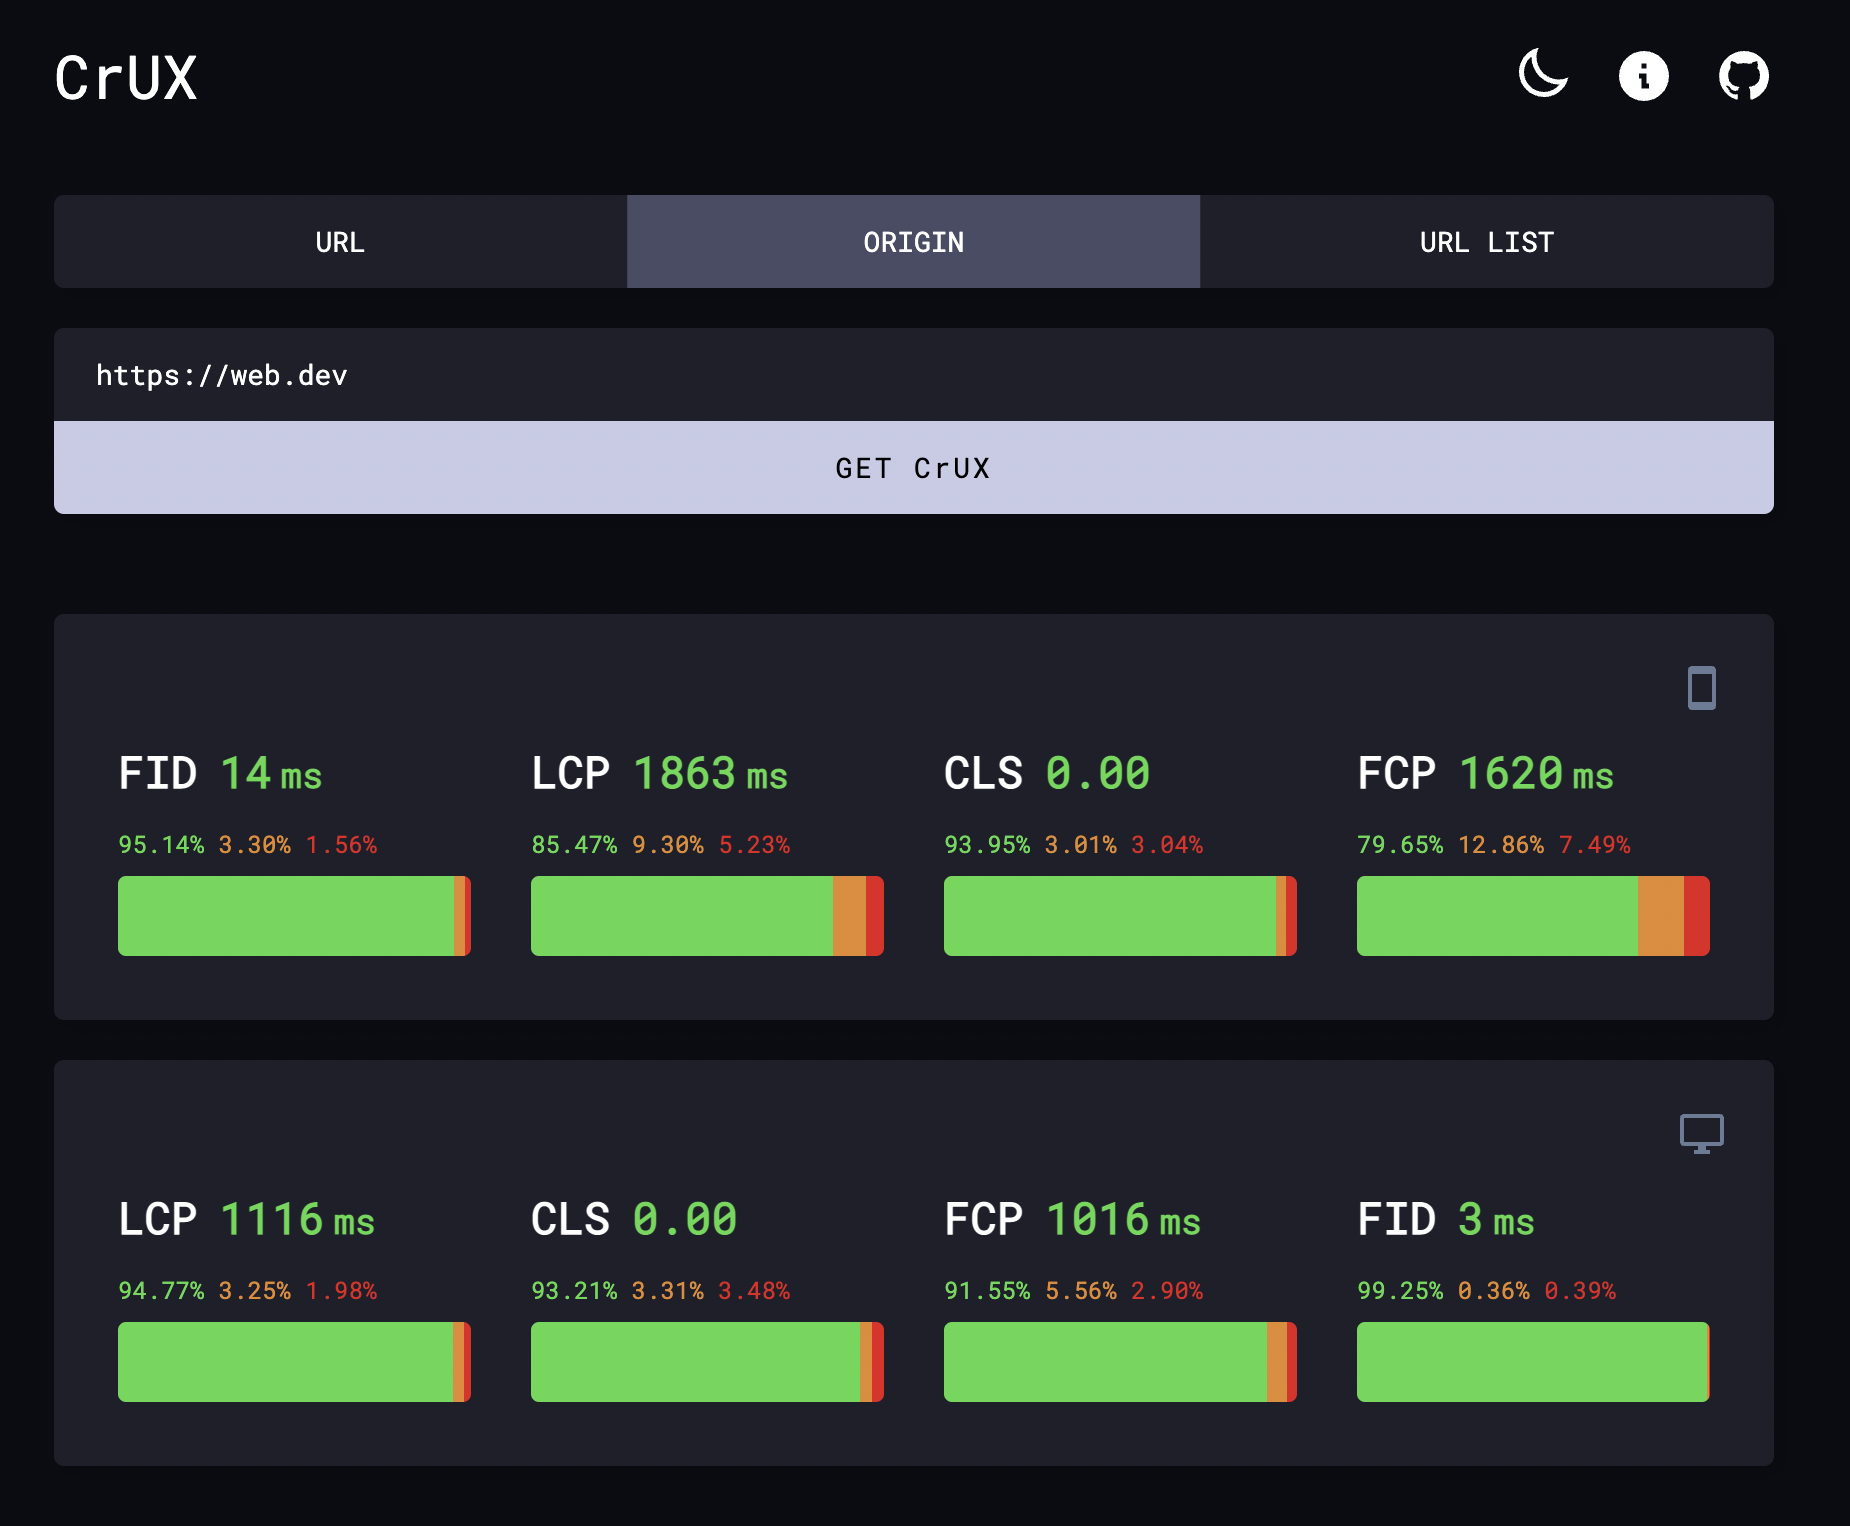 CrUX
URL ORIGIN URL LIST
https://web.dev
GET CrUX
FID 14 ms LCP 1863 ms CLS 0.00 FCP 1620 ms
95.14% 3.30% 1.56% 85.47% 9.30% 5.23% 93.95% 3.01% 3.04% 79.65% 12.86% 7.49%
LCP 1116 ms CLS 0.00 FCP 1016 ms FID 3 ms
94.77% 3.25% 1.98% 93.21% 3.31% 3.48% 91.55% 5.56% 2.90% 99.25% 0.36% 0.39%